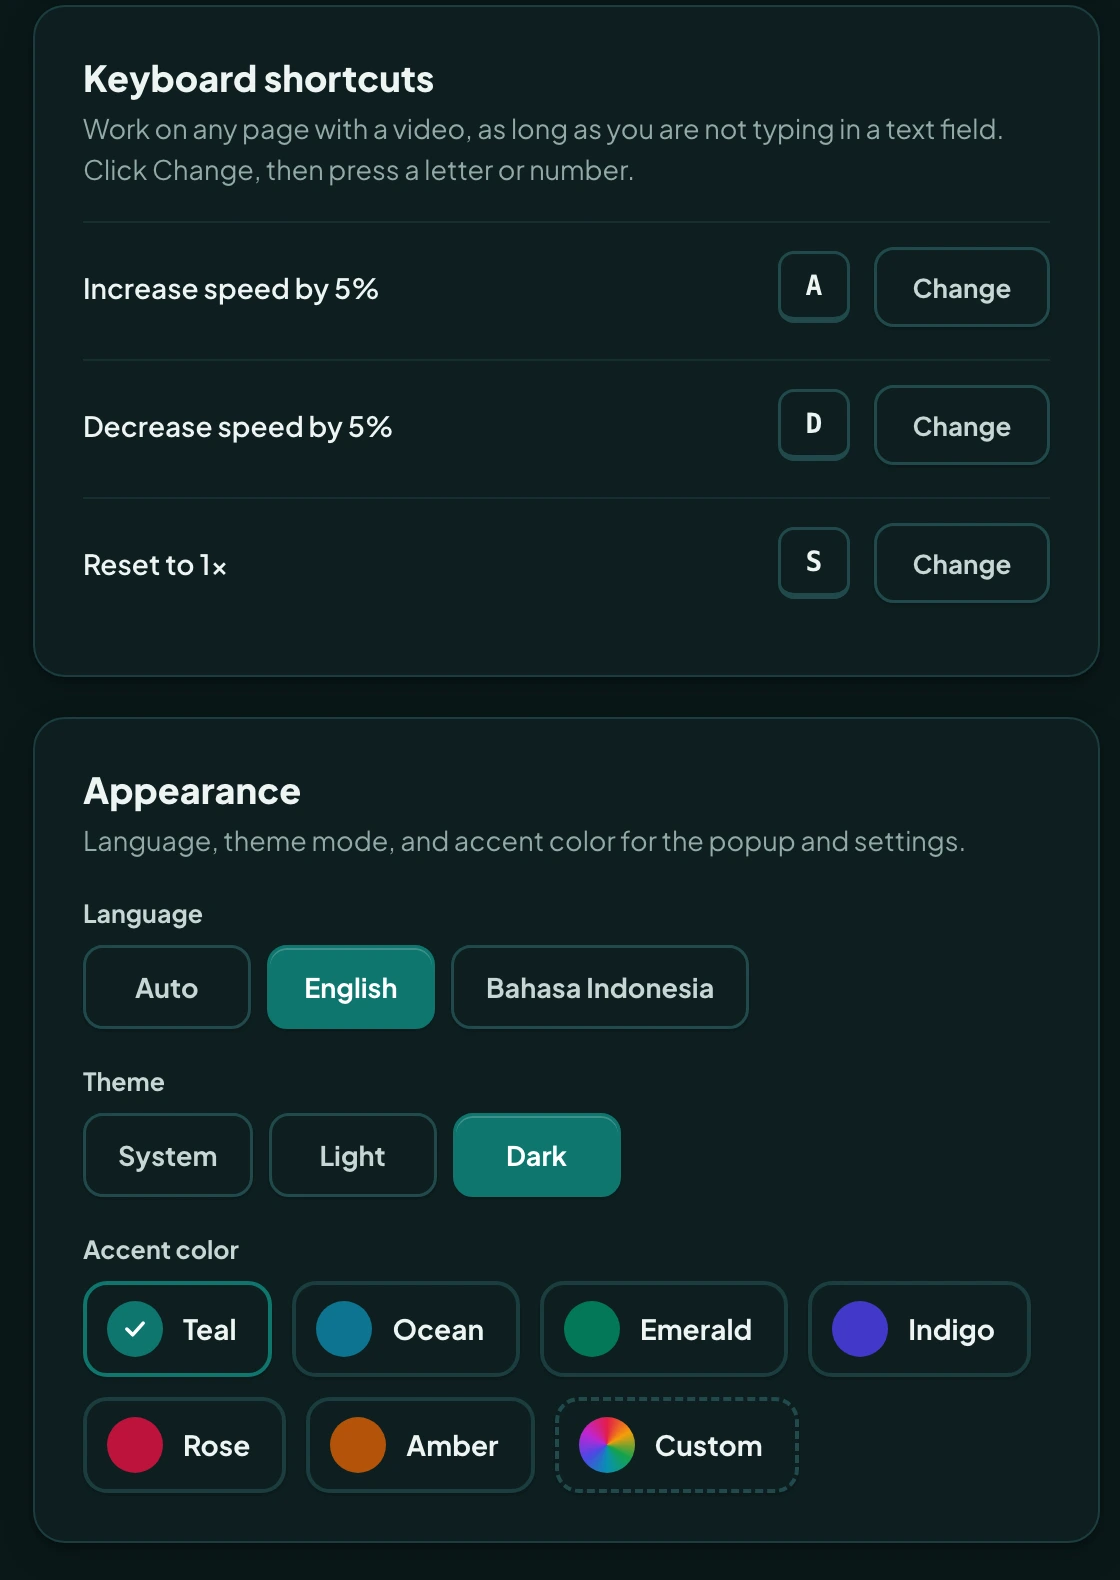 Keyboard shortcuts
Work on any page with a video, as long as you are not typing in a text field.
Click Change, then press a letter or number.
Increase speed by 5% A Change
Decrease speed by 5% D Change
Reset to 1× S Change
Appearance
Language, theme mode, and accent color for the popup and settings.
Language
Auto English Bahasa Indonesia
Theme
System Light Dark
Accent color
Teal Ocean Emerald Indigo
Rose Amber Custom